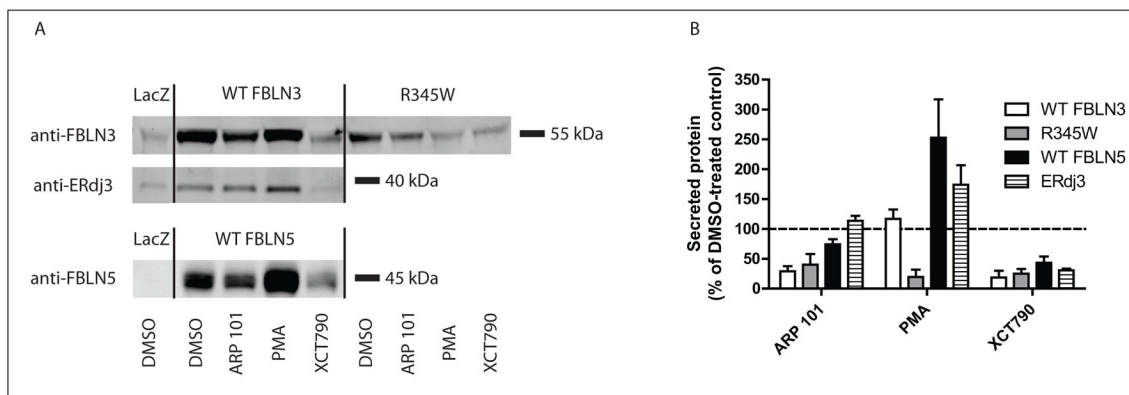 A
LacZ WT FBLN3 R345W
anti-FBLN3 55 kDa
anti-ERdj3 40 kDa
LacZ WT FBLN5
anti-FBLN5 45 kDa
DMSO DMSO ARP 101 PMA XCT790 DMSO ARP 101 PMA XCT790
B
Secreted protein
(% of DMSO-treated control)
350
300
250
200
150
100
50
0
ARP 101 PMA XCT790
WT FBLN3
R345W
WT FBLN5
ERdj3